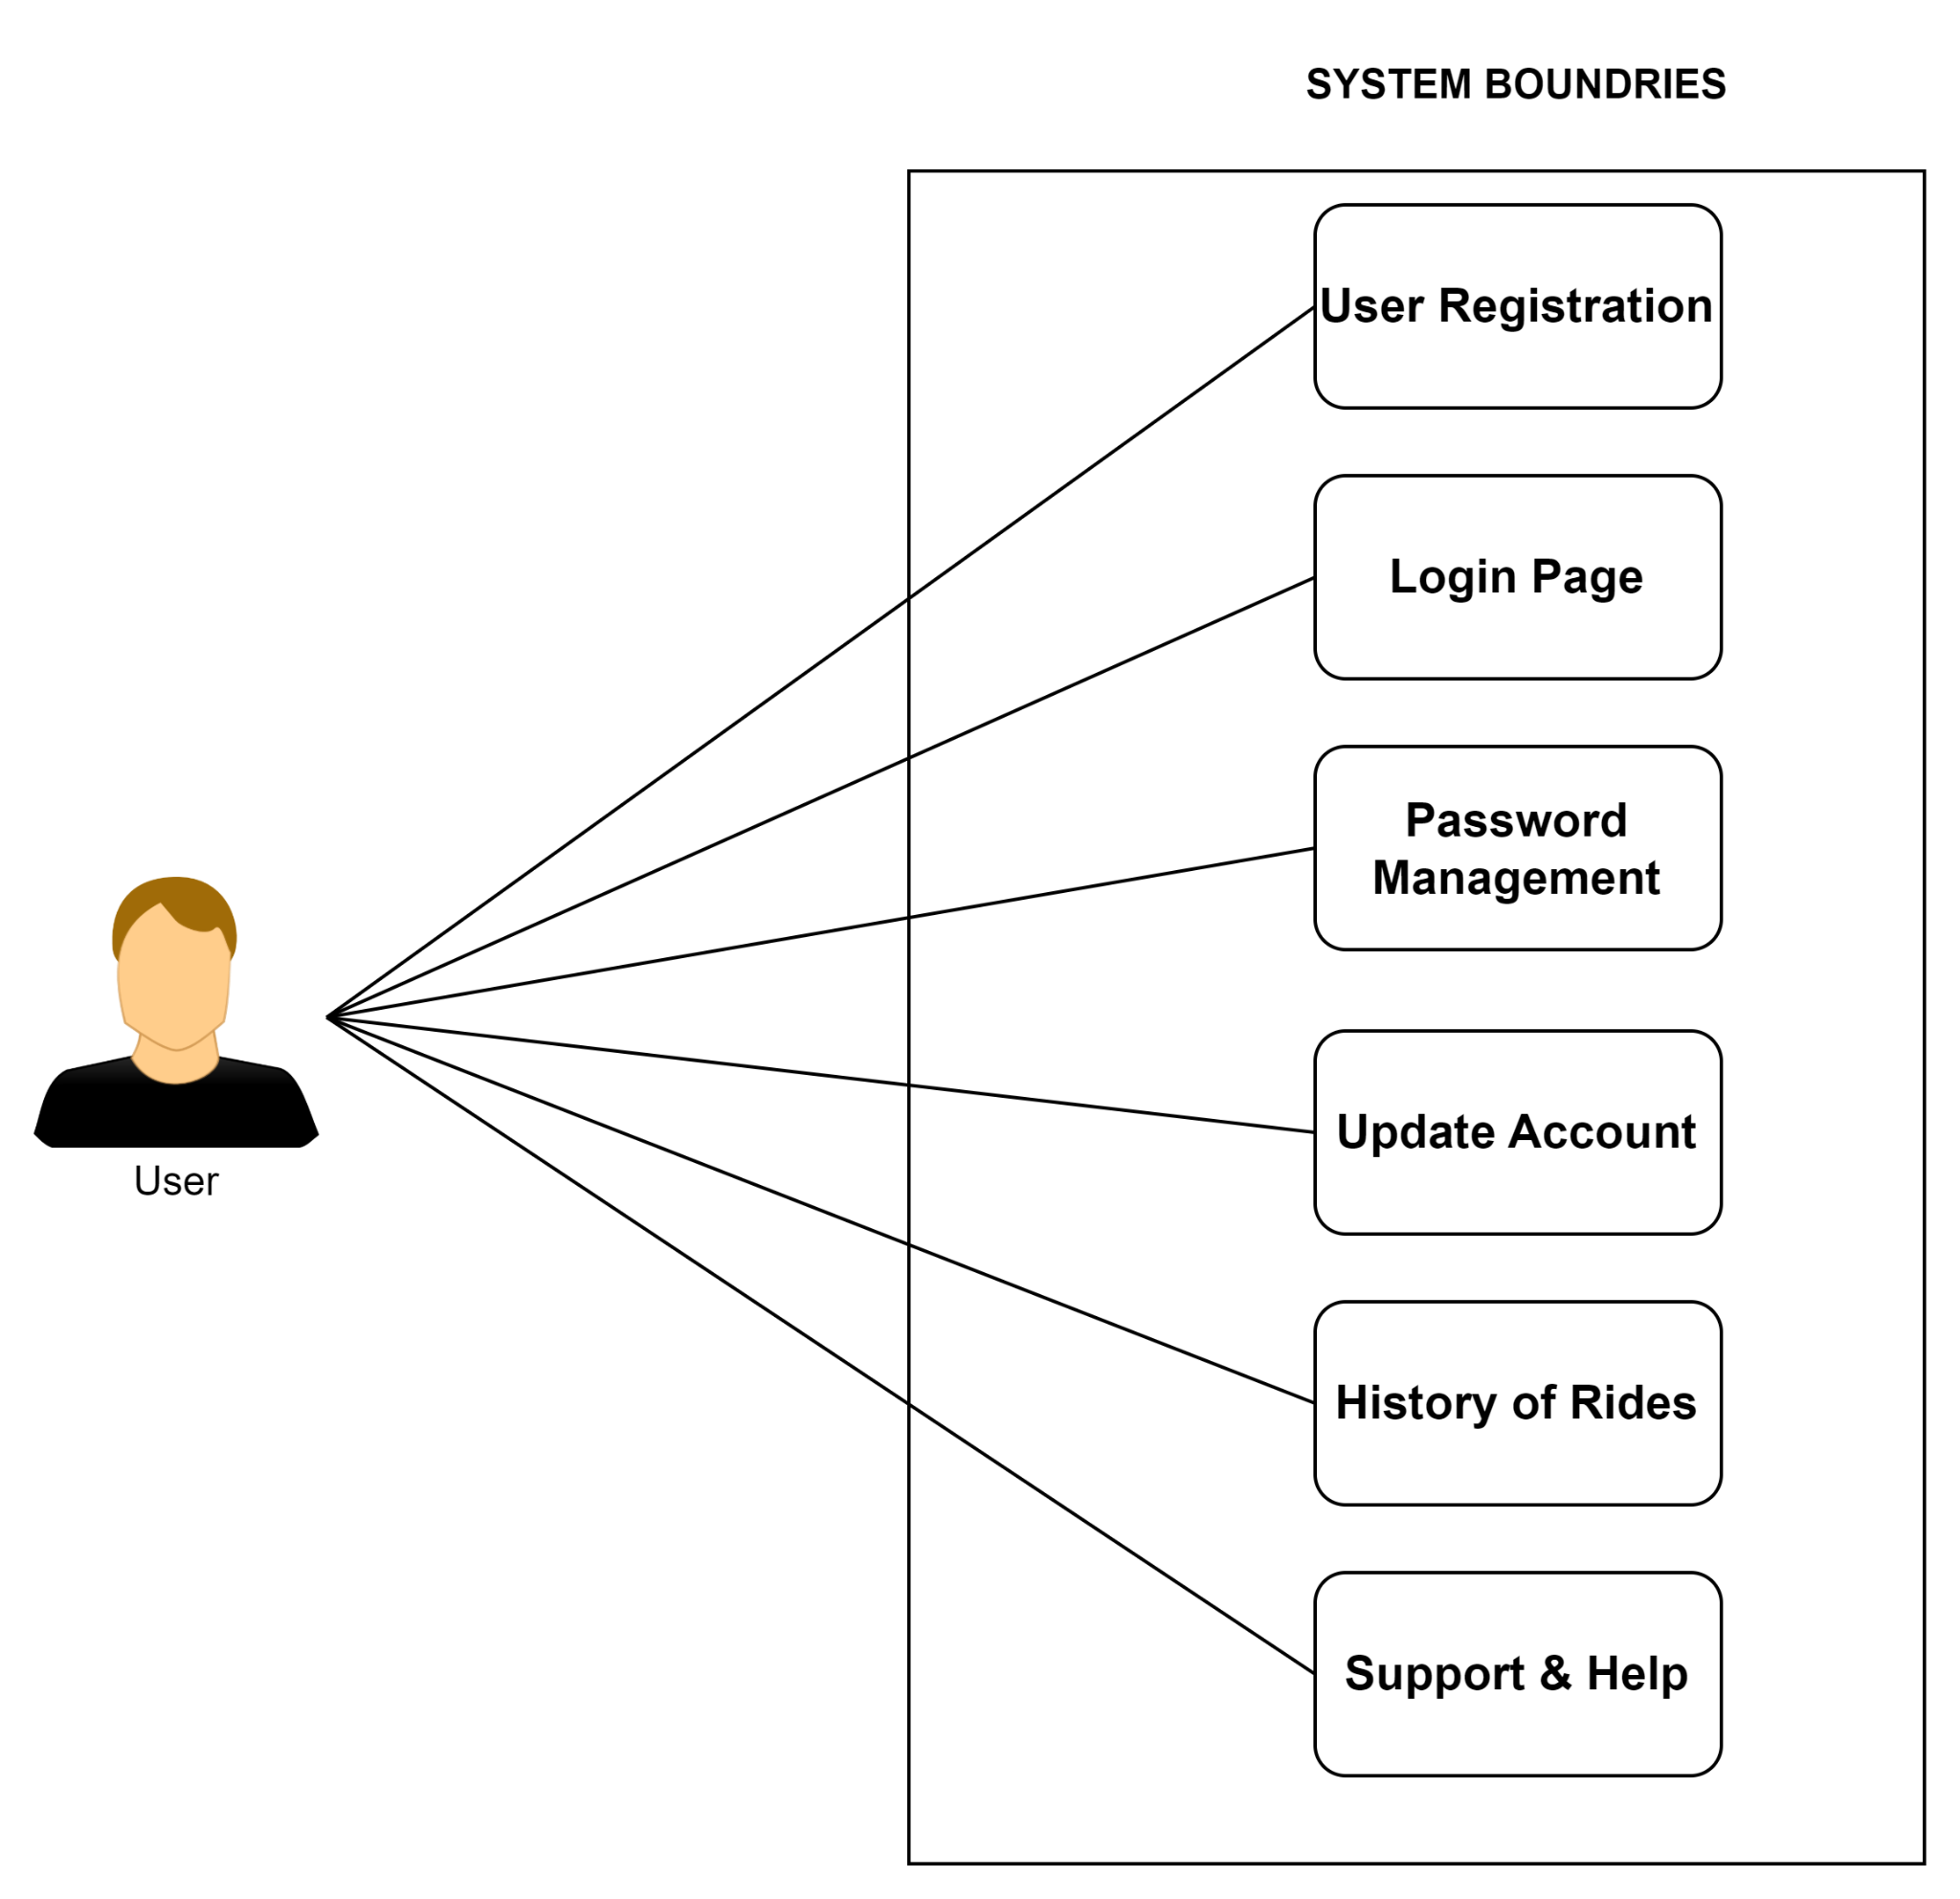 SYSTEM BOUNDRIES
User Registration
Login Page
Password
Management
User
Update Account
History of Rides
Support & Help